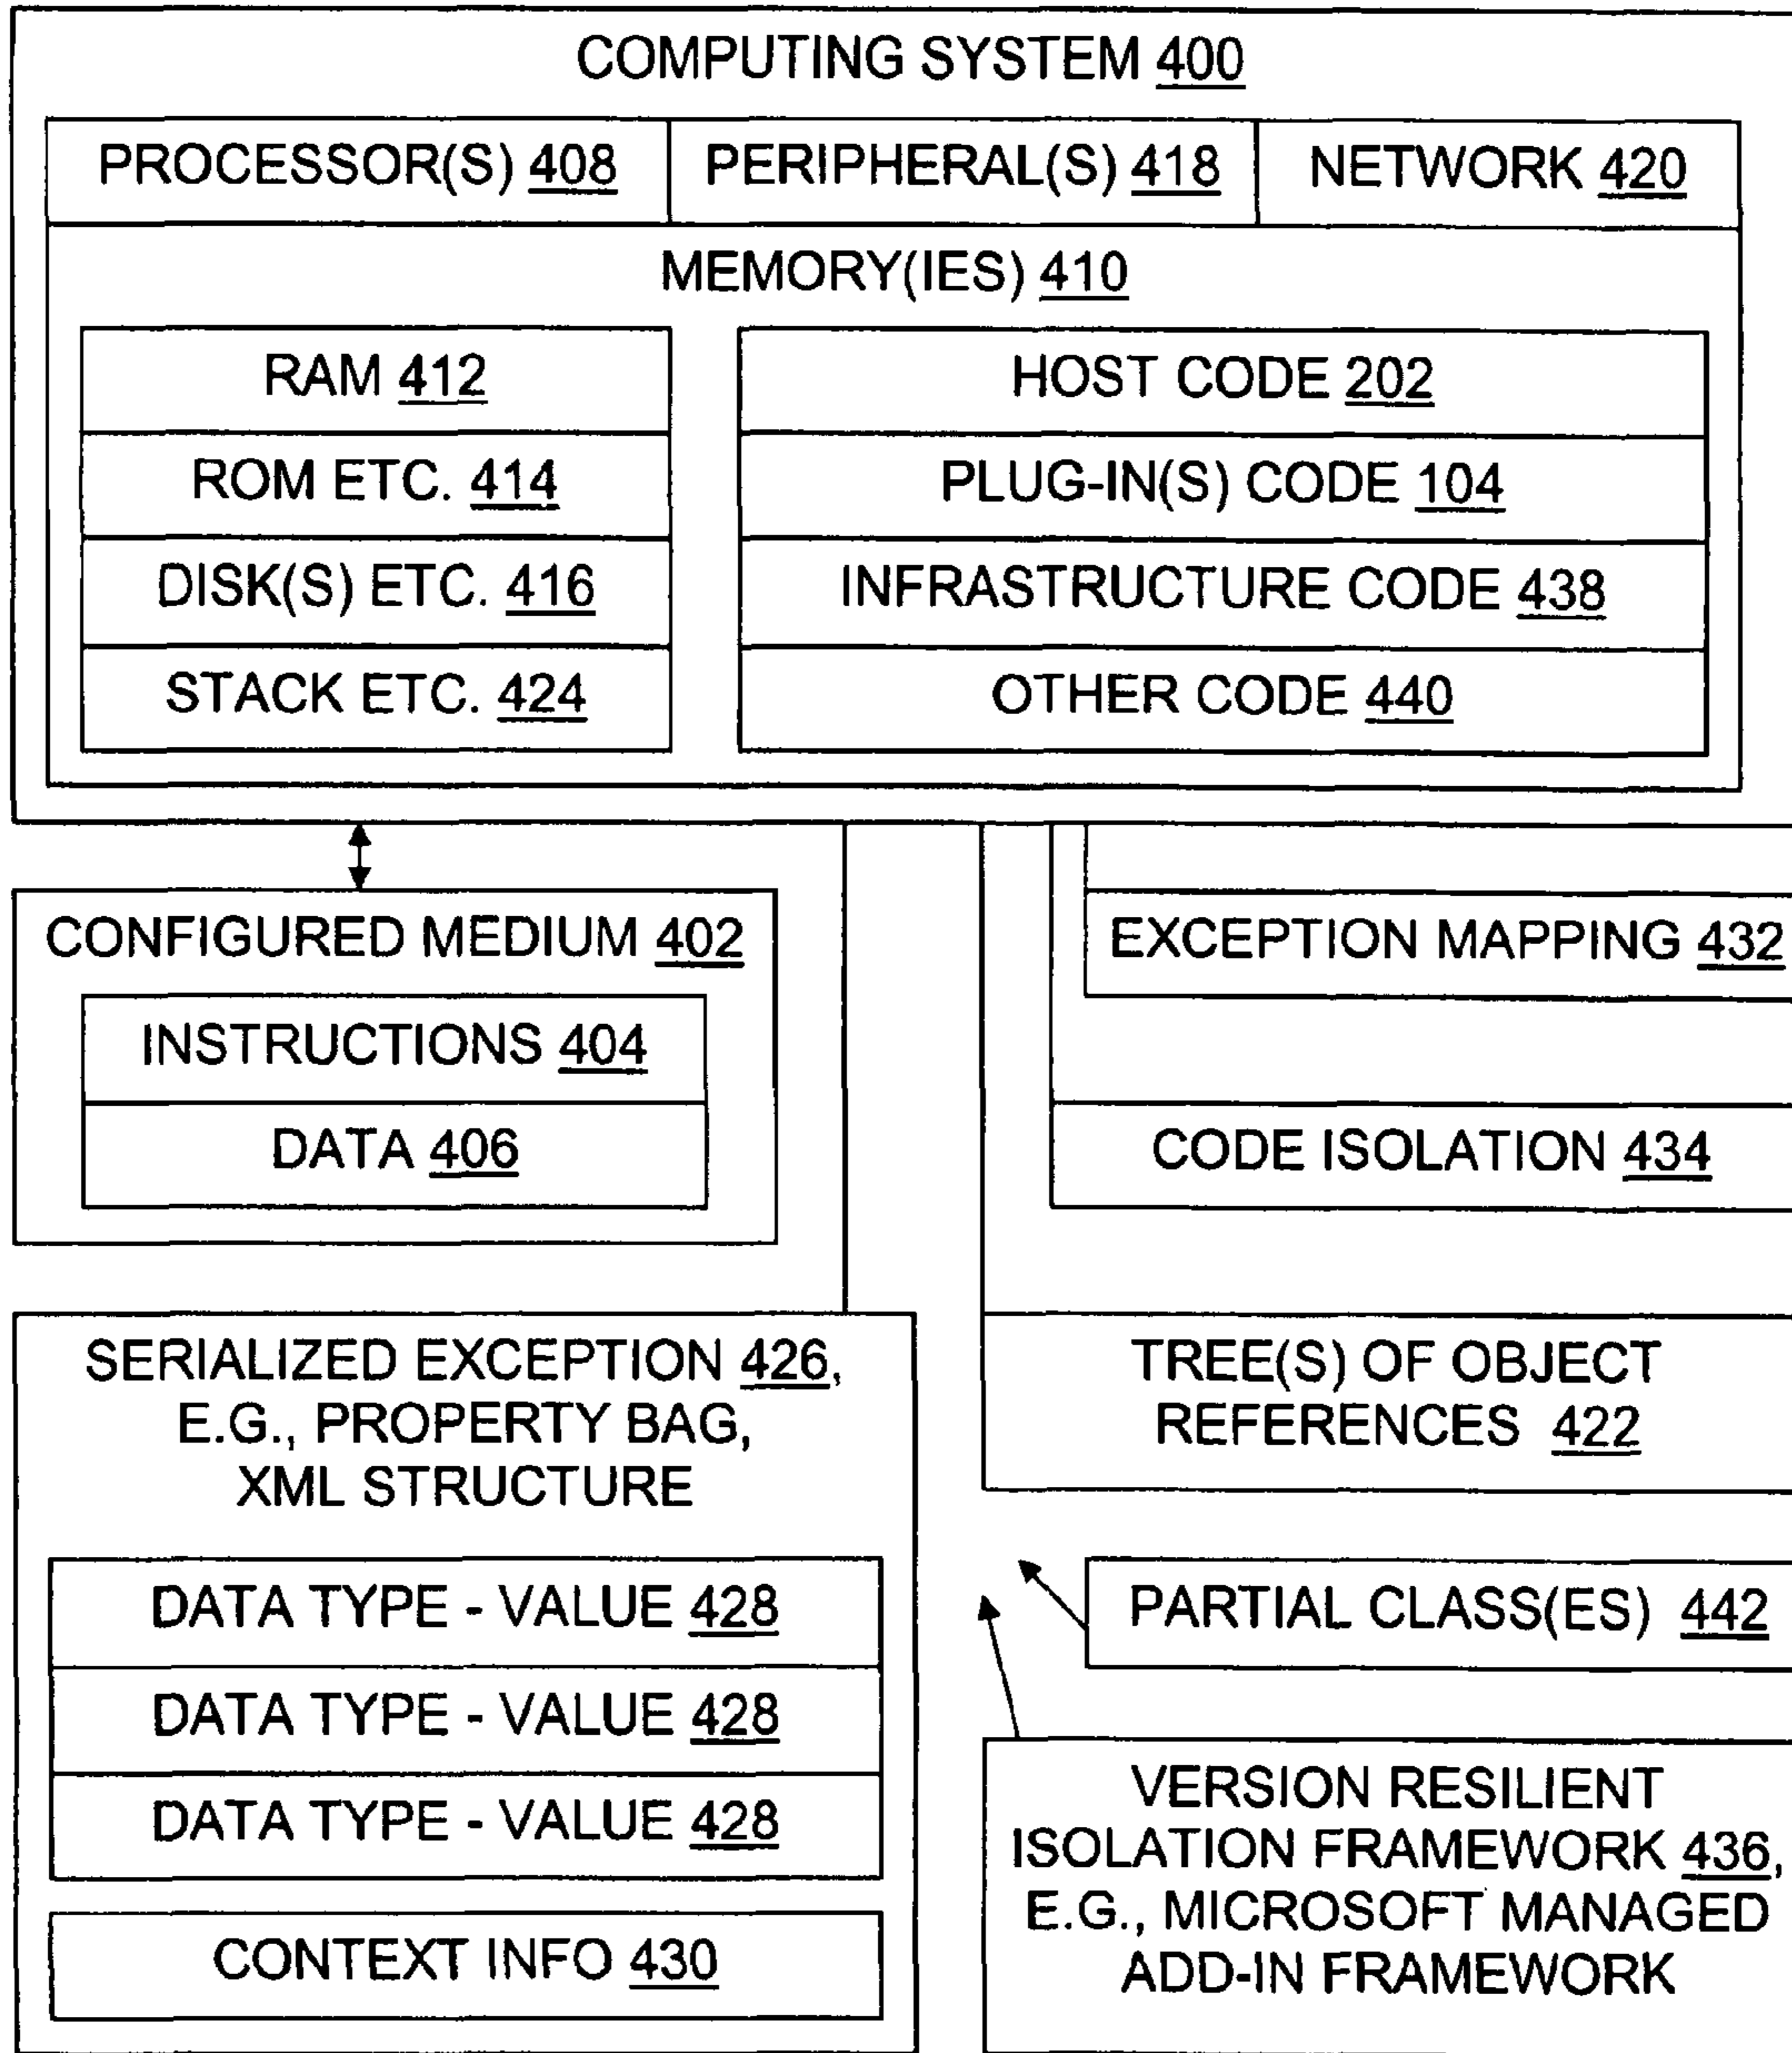 COMPUTING SYSTEM 400
PROCESSOR(S) 408
PERIPHERAL(S) 418
NETWORK 420
MEMORY(IES) 410
RAM 412
ROM ETC. 414
DISK(S) ETC. 416
STACK ETC. 424
HOST CODE 202
PLUG-IN(S) CODE 104
INFRASTRUCTURE CODE 438
OTHER CODE 440
CONFIGURED MEDIUM 402
INSTRUCTIONS 404
DATA 406
EXCEPTION MAPPING 432
CODE ISOLATION 434
SERIALIZED EXCEPTION 426,
E.G., PROPERTY BAG,
XML STRUCTURE
DATA TYPE - VALUE 428
DATA TYPE - VALUE 428
DATA TYPE - VALUE 428
CONTEXT INFO 430
TREE(S) OF OBJECT
REFERENCES 422
PARTIAL CLASS(ES) 442
VERSION RESILIENT
ISOLATION FRAMEWORK 436,
E.G., MICROSOFT MANAGED
ADD-IN FRAMEWORK